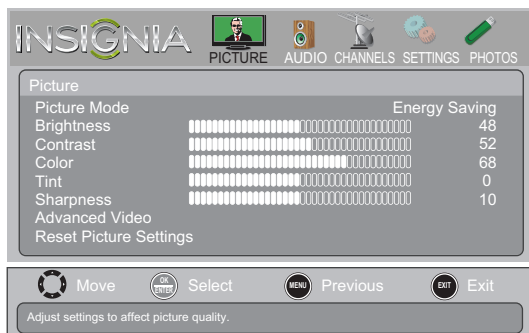 INSIGNIA
PICTURE AUDIO CHANNELS SETTINGS PHOTOS
Picture
Picture Mode Energy Saving
Brightness 48
Contrast 52
Color 68
Tint 0
Sharpness 10
Advanced Video
Reset Picture Settings
Move OK ENTER Select MENU Previous EXIT Exit
Adjust settings to affect picture quality.